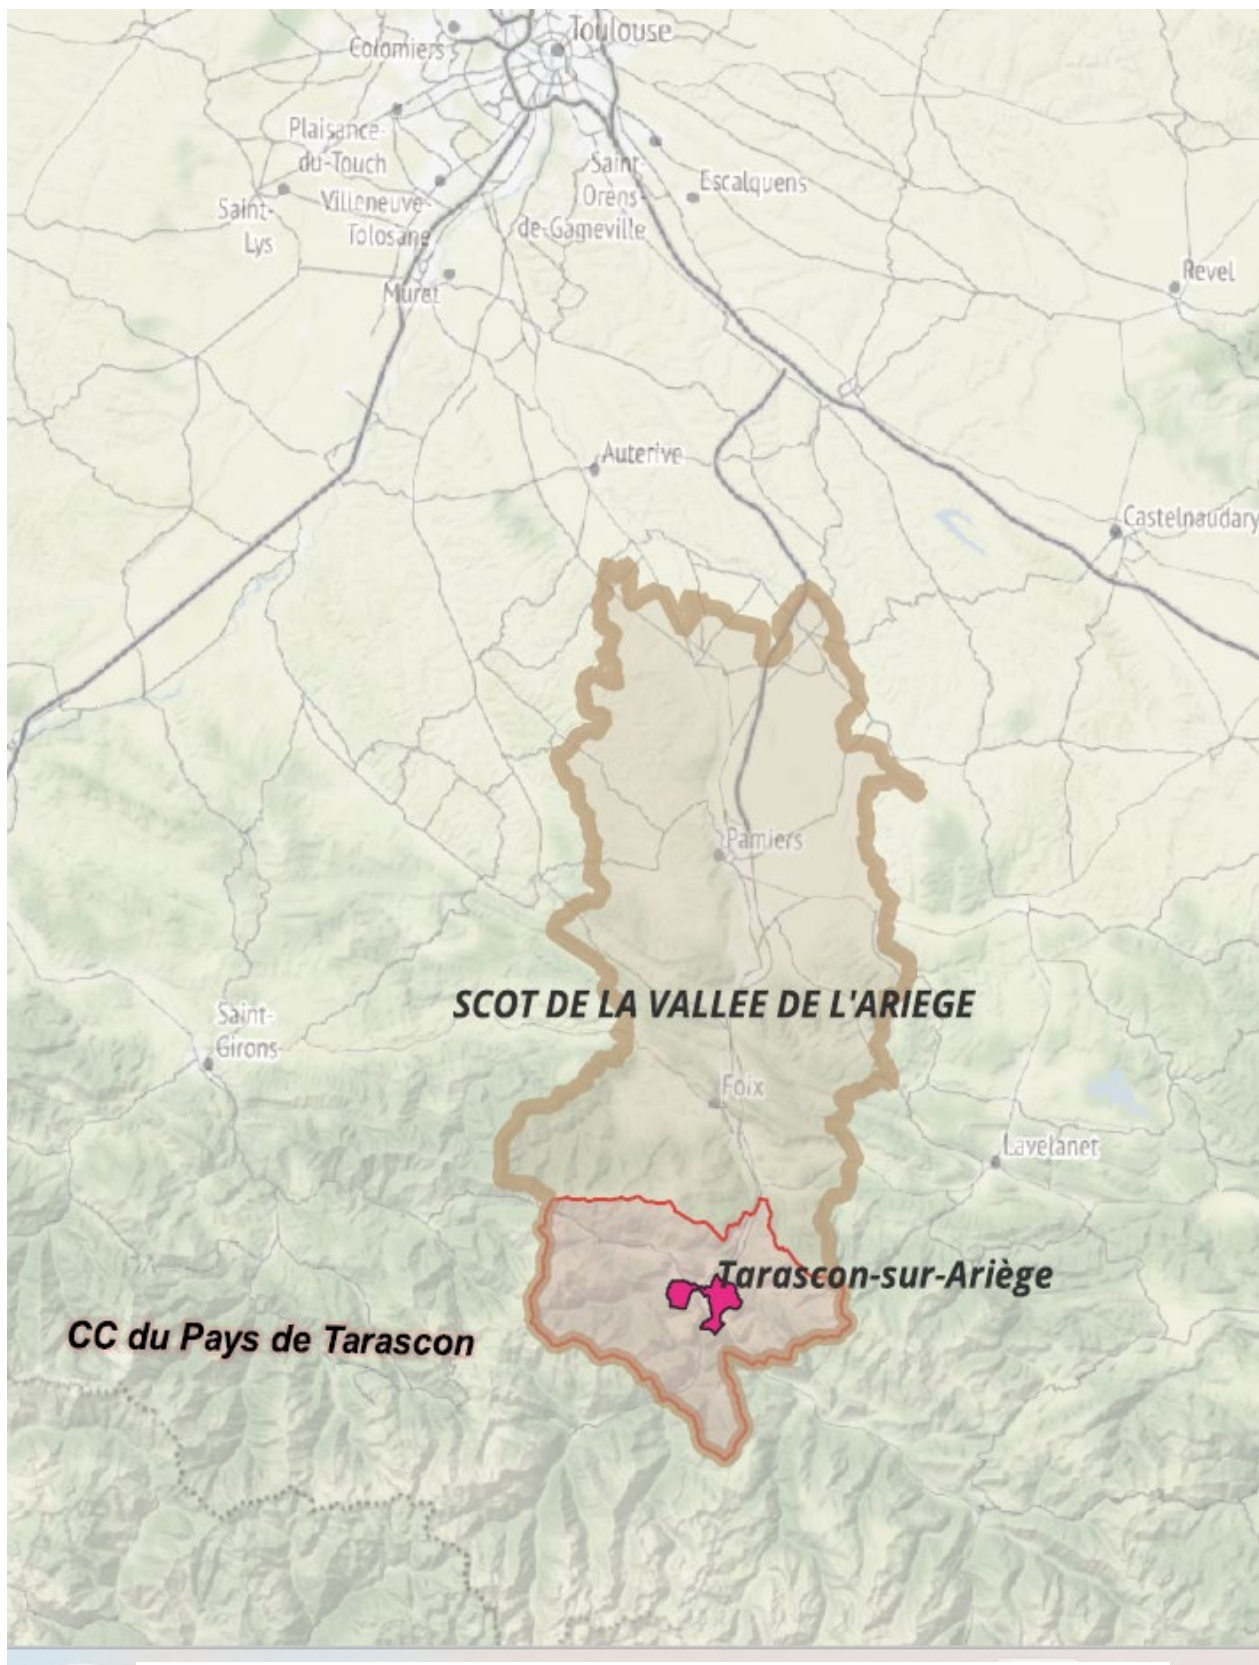 Toulouse
Colomiers
Plaisance-
du-Touch
Saint-
Orens-
de-Gameville
Escalquens
Saint-
Lys
Villeneuve-
Tolosane
Muret
Revel
Auterive
Castelnaudary
Pamiers
SCOT DE LA VALLEE DE L'ARIEGE
Saint-
Girons
Foix
Lavelanet
Tarascon-sur-Ariège
CC du Pays de Tarascon